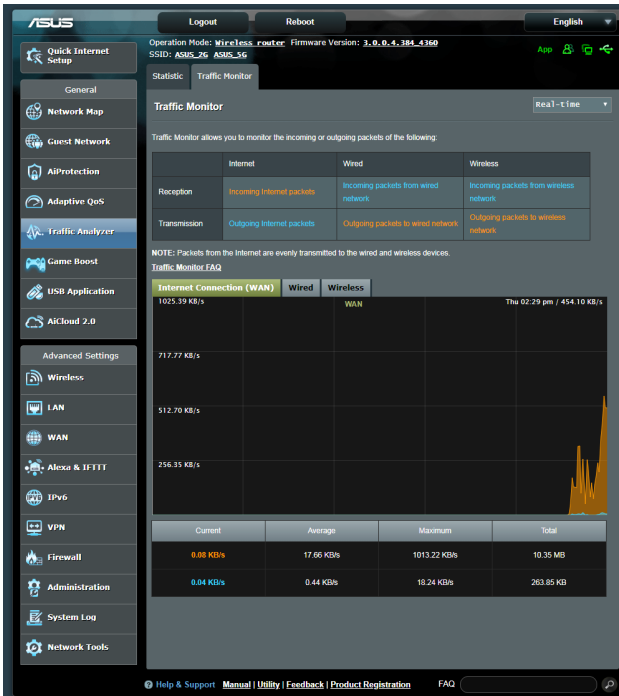 ASUS
Logout
Reboot
English
Operation Mode: Wireless router Firmware Version: 3.0.0.4.384_4360
SSID: ASUS_2G ASUS_5G
App
Quick Internet
Setup
General
Network Map
Guest Network
AiProtection
Adaptive QoS
Traffic Analyzer
Game Boost
USB Application
AiCloud 2.0
Advanced Settings
Wireless
LAN
WAN
Alexa & IFTTT
IPv6
VPN
Firewall
Administration
System Log
Network Tools
Statistic Traffic Monitor
Traffic Monitor
Real-time
Traffic Monitor allows you to monitor the incoming or outgoing packets of the following:
Internet Wired Wireless
Reception
Incoming Internet packets
Incoming packets from wired
network
Incoming packets from wireless
network
Transmission
Outgoing Internet packets
Outgoing packets to wired network
Outgoing packets to wireless
network
NOTE: Packets from the Internet are evenly transmitted to the wired and wireless devices.
Traffic Monitor FAQ
Internet Connection (WAN) Wired Wireless
1025.39 KB/s WAN Thu 02:29 pm / 454.10 KB/s
717.77 KB/s
512.70 KB/s
256.35 KB/s
Current Average Maximum Total
0.08 KB/s 17.66 KB/s 1013.22 KB/s 10.35 MB
0.04 KB/s 0.44 KB/s 18.24 KB/s 263.85 KB
Help & Support Manual | Utility | Feedback | Product Registration FAQ